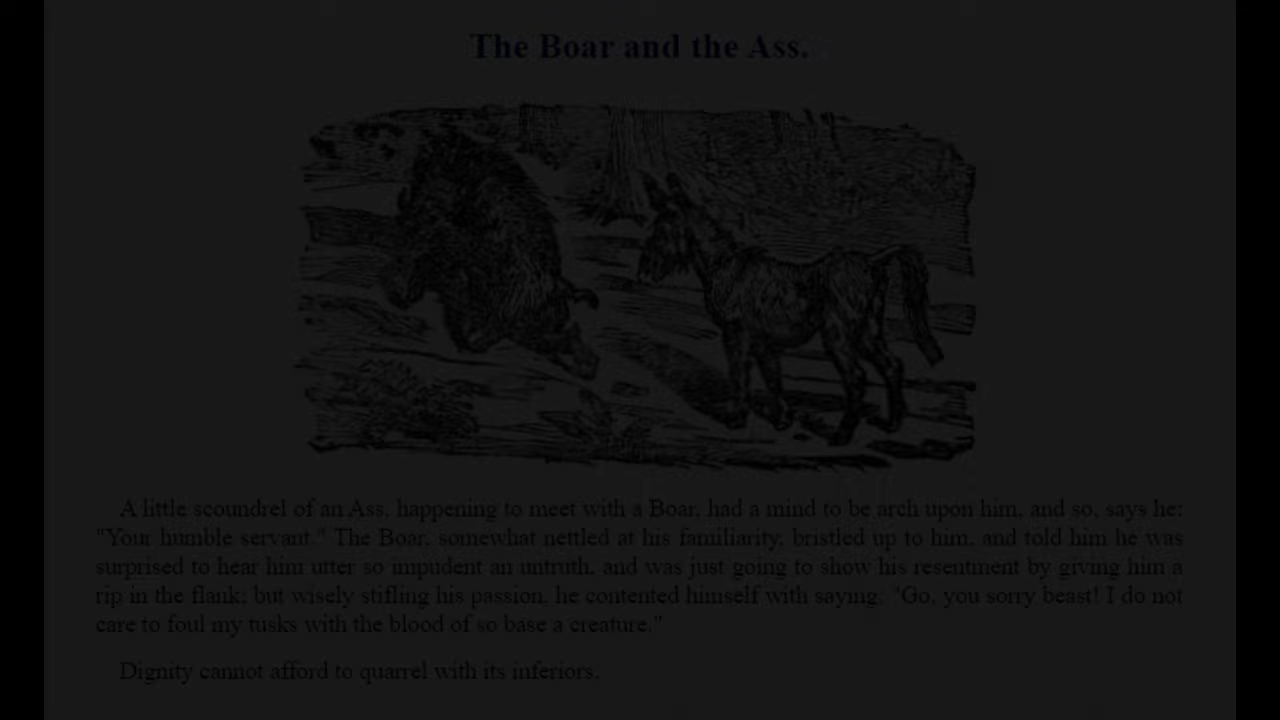 The Boar and the Ass.
A little scoundrel of an Ass, happening to meet with a Boar, had a mind to be arch upon him, and so, says he:
"Your humble servant." The Boar, somewhat nettled at his familiarity, bristled up to him, and told him he was
surprised to hear him utter so impudent an untruth, and was just going to show his resentment by giving him a
rip in the flank; but wisely stifling his passion, he contented himself with saying: "Go, you sorry beast! I do not
care to foul my tusks with the blood of so base a creature."
Dignity cannot afford to quarrel with its inferiors.